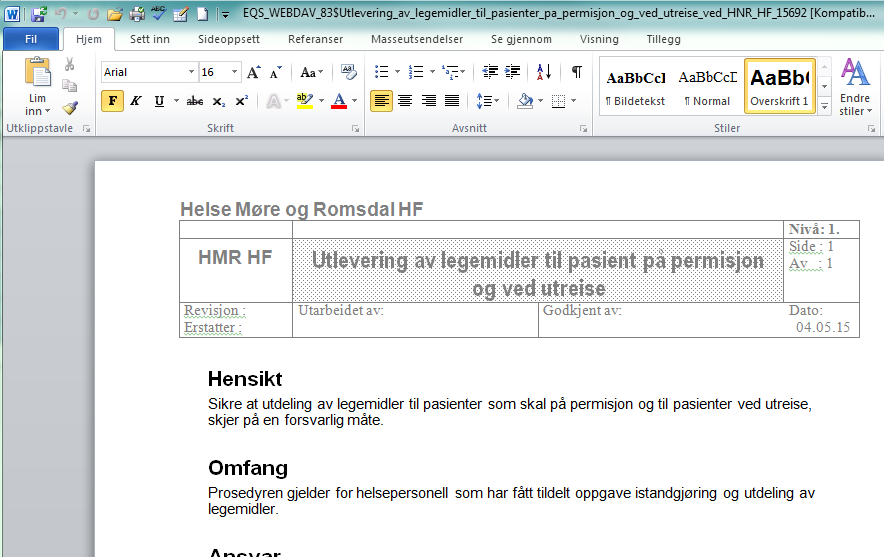 EQS_WEBDAV_83$Utlevering_av_legemidler_til_pasienter_pa_permisjon_og_ved_utreise_ved_HNR_HF_15692 [Kompatib...
Fil Hjem Sett inn Sideoppsett Referanser Masseutsendelser Se gjennom Visning Tillegg
Lim inn
Arial 16
F K U abc x₂ x²
AaBbCcI AaBbCcD AaBb(
¶ Bildetekst ¶ Normal Overskrift 1
Endre stiler
Utklippstavle Skrift Avsnitt Stiler
Helse Møre og Romsdal HF
Nivå: 1.
HMR HF
Utlevering av legemidler til pasient på permisjon
og ved utreise
Side : 1
Av : 1
Revisjon :
Erstatter :
Utarbeidet av:
Godkjent av:
Dato:
04.05.15
Hensikt
Sikre at utdeling av legemidler til pasienter som skal på permisjon og til pasienter ved utreise,
skjer på en forsvarlig måte.
Omfang
Prosedyren gjelder for helsepersonell som har fått tildelt oppgave istandgjøring og utdeling av
legemidler.
Ansvar